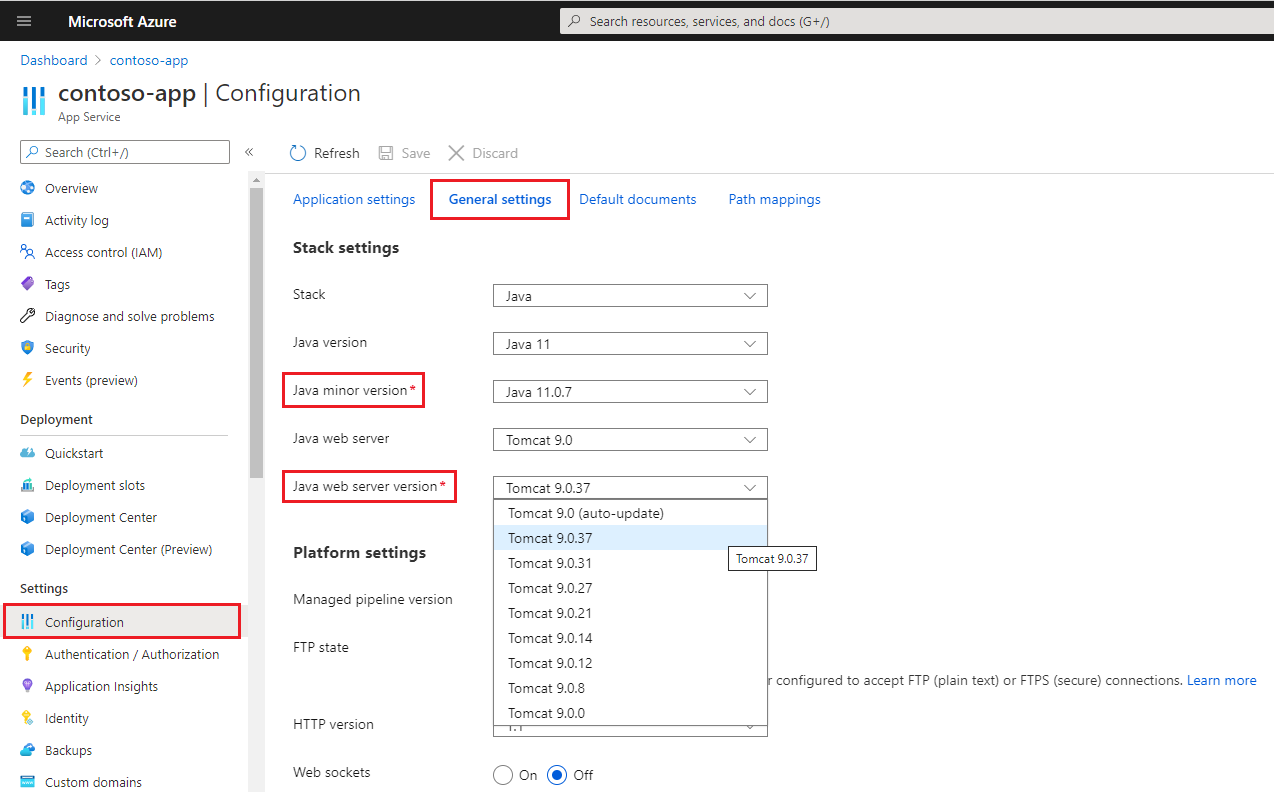 Microsoft Azure
Search resources, services, and docs (G+/)
Dashboard > contoso-app
contoso-app | Configuration
App Service
Search (Ctrl+/)
«
Refresh
Save
Discard
Overview
Activity log
Access control (IAM)
Tags
Diagnose and solve problems
Security
Events (preview)
Deployment
Quickstart
Deployment slots
Deployment Center
Deployment Center (Preview)
Settings
Configuration
Authentication / Authorization
Application Insights
Identity
Backups
Custom domains
Application settings
General settings
Default documents
Path mappings
Stack settings
Stack
Java
Java version
Java 11
Java minor version *
Java 11.0.7
Java web server
Tomcat 9.0
Java web server version *
Tomcat 9.0.37
Tomcat 9.0 (auto-update)
Tomcat 9.0.37
Tomcat 9.0.37
Tomcat 9.0.31
Tomcat 9.0.27
Tomcat 9.0.21
Tomcat 9.0.14
Tomcat 9.0.12
Tomcat 9.0.8
Tomcat 9.0.0
Platform settings
Managed pipeline version
FTP state
r configured to accept FTP (plain text) or FTPS (secure) connections. Learn more
HTTP version
Web sockets
On
Off